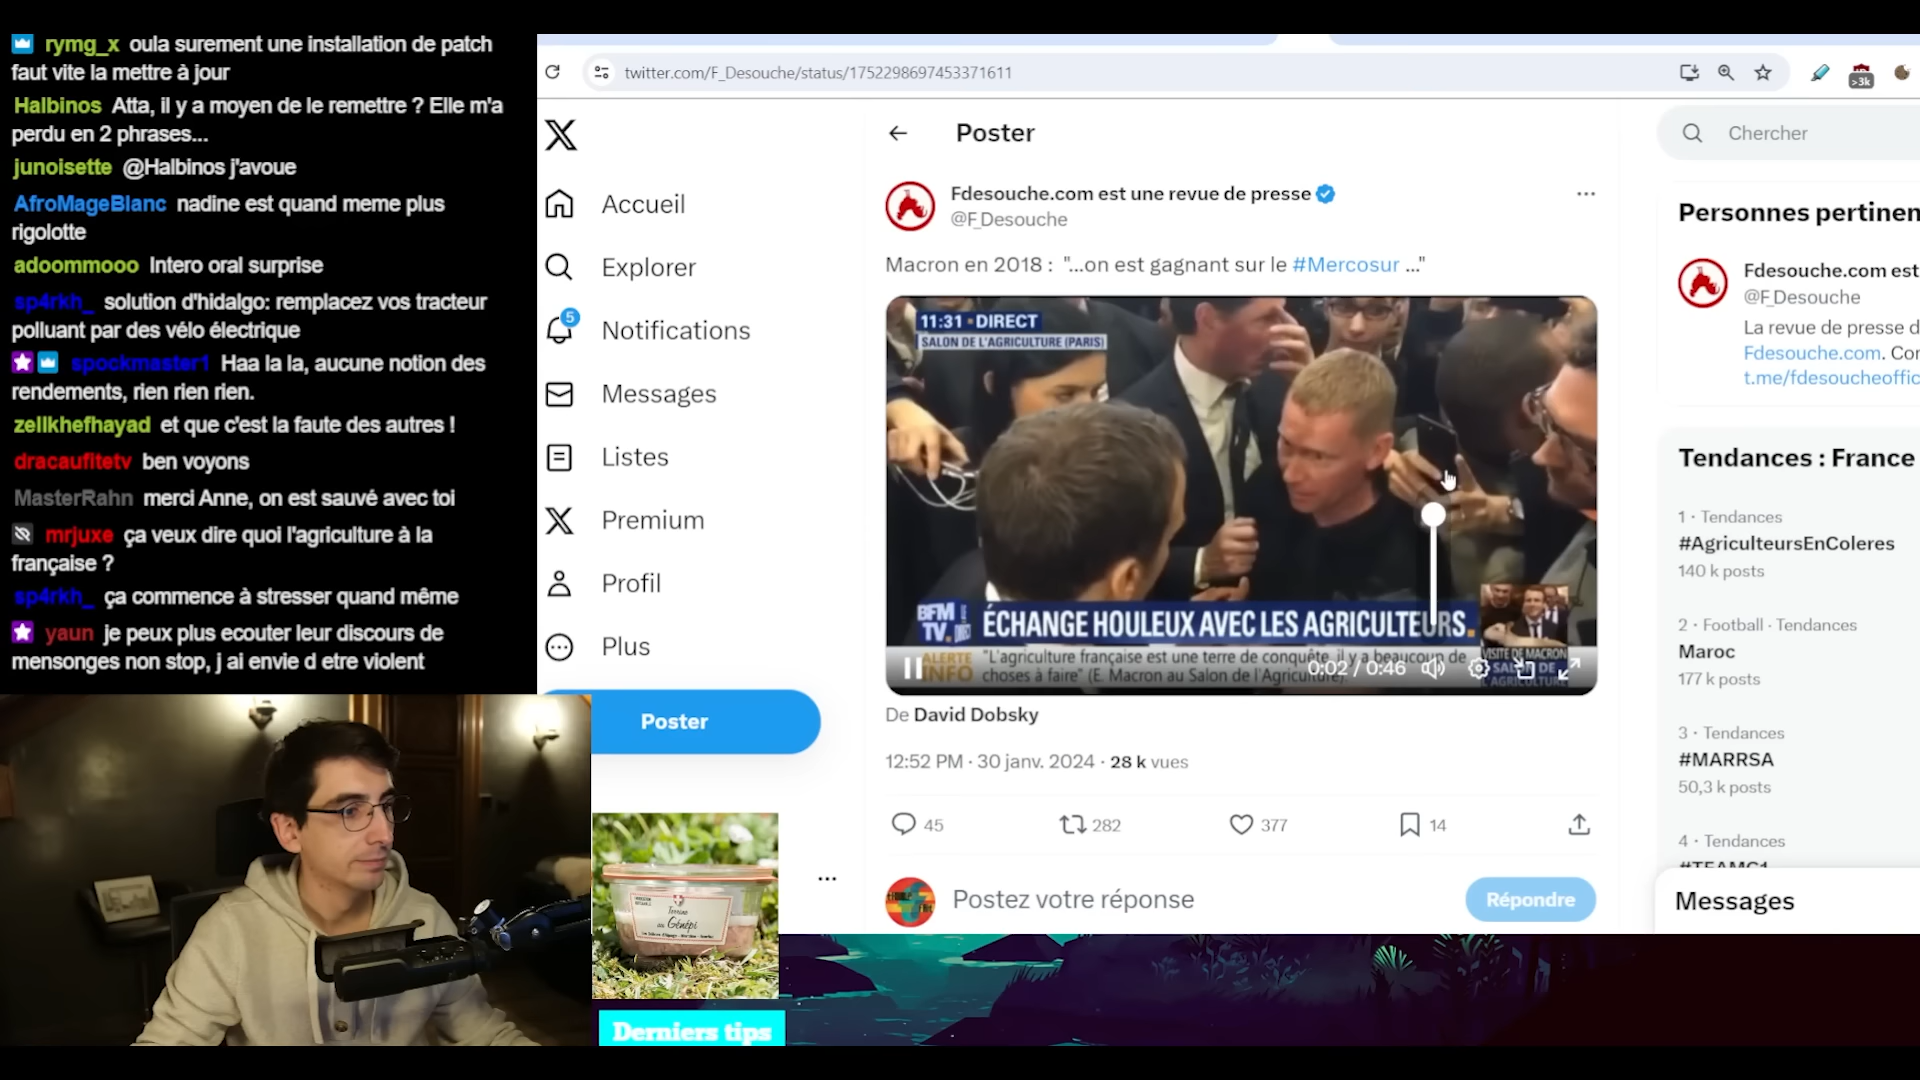 rymg_x oula surement une installation de patch
faut vite la mettre à jour
Halbinos Atta, il y a moyen de le remettre ? Elle m'a
perdu en 2 phrases...
junoisette @Halbinos j'avoue
AfroMageBlanc nadine est quand meme plus
rigolotte
adoommooo Intero oral surprise
sp4rkh_ solution d'hidalgo: remplacez vos tracteur
polluant par des vélo électrique
spockmaster1 Haa la la, aucune notion des
rendements, rien rien rien.
zellkhefhayad et que c'est la faute des autres !
dracaufitetv ben voyons
MasterRahn merci Anne, on est sauvé avec toi
mrjuxe ça veux dire quoi l'agriculture à la
française ?
sp4rkh_ ça commence à stresser quand même
yaun je peux plus ecouter leur discours de
mensonges non stop, j ai envie d etre violent
twitter.com/F_Desouche/status/1752298697453371611
>3k
Accueil
Explorer
5
Notifications
Messages
Listes
Premium
Profil
Plus
Poster
Poster
Fdesouche.com est une revue de presse
@F_Desouche
Macron en 2018 : "...on est gagnant sur le #Mercosur ..."
11:31 DIRECT
SALON DE L'AGRICULTURE (PARIS)
BFM
TV. DIRECT
ÉCHANGE HOULEUX AVEC LES AGRICULTEURS.
ALERTE
INFO
"L'agriculture française est une terre de conquête, il y a beaucoup de
choses à faire" (E. Macron au Salon de l'Agriculture).
VISITE DE MACRON
SALON DE
L'AGRICULTURE
0:02 / 0:46
De David Dobsky
12:52 PM · 30 janv. 2024 · 28 k vues
45
282
377
14
Postez votre réponse
Répondre
Chercher
Personnes pertinen
Fdesouche.com est
@F_Desouche
La revue de presse d
Fdesouche.com. Con
t.me/fdesoucheoffic
Tendances : France
1 · Tendances
#AgriculteursEnColeres
140 k posts
2 · Football · Tendances
Maroc
177 k posts
3 · Tendances
#MARRSA
50,3 k posts
4 · Tendances
#TEAMG1
Messages
Terrine
au Génépi
Derniers tips